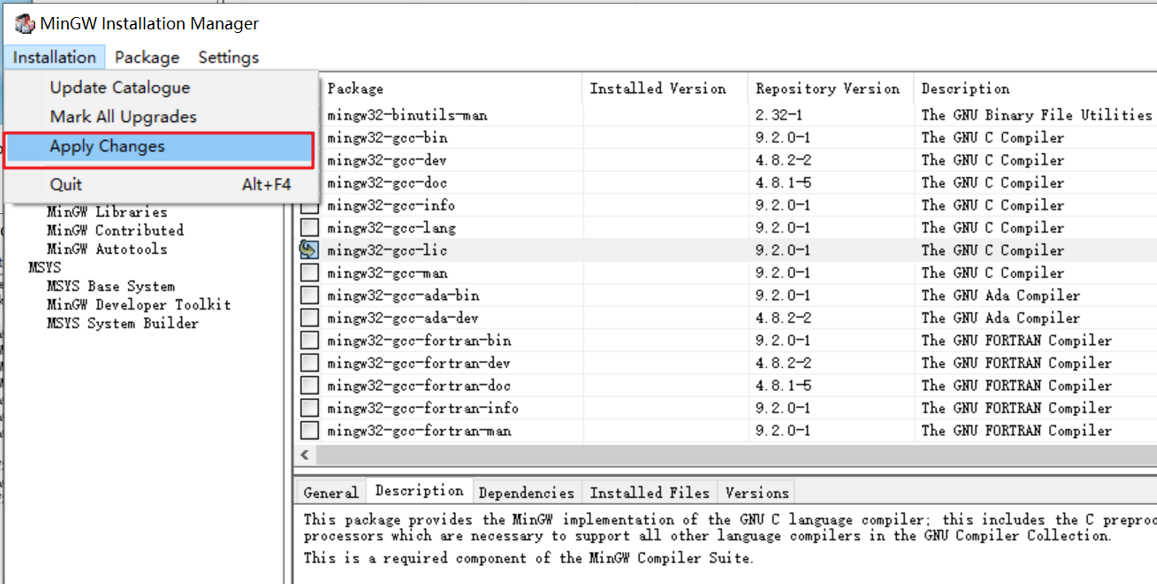 MinGW Installation Manager
Installation Package Settings
Update Catalogue
Mark All Upgrades
Apply Changes
Quit Alt+F4
MinGW Libraries
MinGW Contributed
MinGW Autotools
MSYS
MSYS Base System
MinGW Developer Toolkit
MSYS System Builder
Package Installed Version Repository Version Description
mingw32-binutils-man 2.32-1 The GNU Binary File Utilities
mingw32-gcc-bin 9.2.0-1 The GNU C Compiler
mingw32-gcc-dev 4.8.2-2 The GNU C Compiler
mingw32-gcc-doc 4.8.1-5 The GNU C Compiler
mingw32-gcc-info 9.2.0-1 The GNU C Compiler
mingw32-gcc-lang 9.2.0-1 The GNU C Compiler
mingw32-gcc-lic 9.2.0-1 The GNU C Compiler
mingw32-gcc-man 9.2.0-1 The GNU C Compiler
mingw32-gcc-ada-bin 9.2.0-1 The GNU Ada Compiler
mingw32-gcc-ada-dev 4.8.2-2 The GNU Ada Compiler
mingw32-gcc-fortran-bin 9.2.0-1 The GNU FORTRAN Compiler
mingw32-gcc-fortran-dev 4.8.2-2 The GNU FORTRAN Compiler
mingw32-gcc-fortran-doc 4.8.1-5 The GNU FORTRAN Compiler
mingw32-gcc-fortran-info 9.2.0-1 The GNU FORTRAN Compiler
mingw32-gcc-fortran-man 9.2.0-1 The GNU FORTRAN Compiler
General Description Dependencies Installed Files Versions
This package provides the MinGW implementation of the GNU C language compiler; this includes the C preproc
processors which are necessary to support all other language compilers in the GNU Compiler Collection.
This is a required component of the MinGW Compiler Suite.